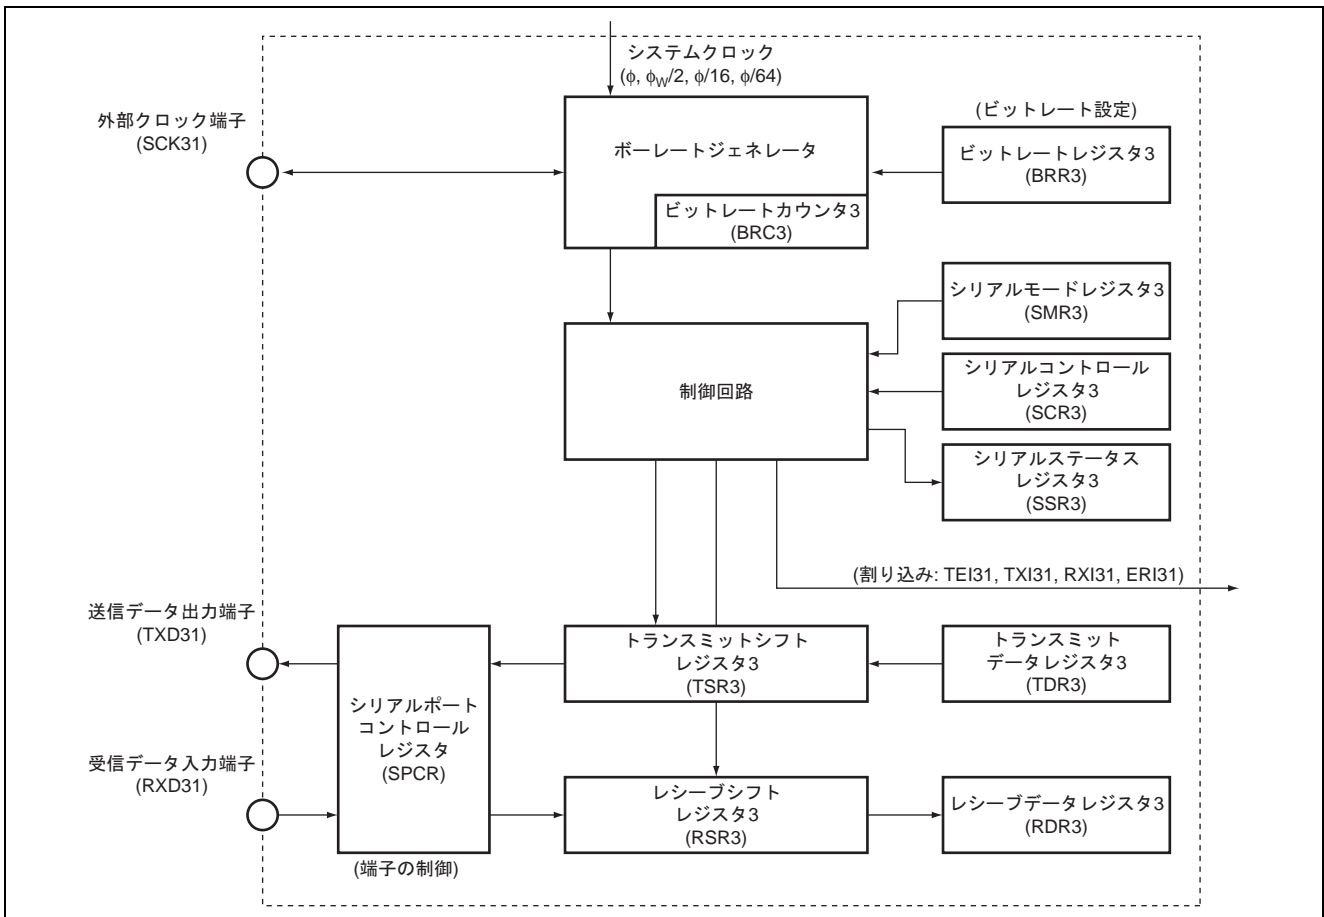 システムクロック
(ϕ, ϕW/2, ϕ/16, ϕ/64)
外部クロック端子
(SCK31)
ボーレートジェネレータ
ビットレートカウンタ3
(BRC3)
(ビットレート設定)
ビットレートレジスタ3
(BRR3)
シリアルモードレジスタ3
(SMR3)
制御回路
シリアルコントロール
レジスタ3
(SCR3)
シリアルステータス
レジスタ3
(SSR3)
(割り込み: TEI31, TXI31, RXI31, ERI31)
送信データ出力端子
(TXD31)
トランスミットシフト
レジスタ3
(TSR3)
トランスミット
データレジスタ3
(TDR3)
シリアルポート
コントロール
レジスタ
(SPCR)
受信データ入力端子
(RXD31)
レシーブシフト
レジスタ3
(RSR3)
レシーブデータレジスタ3
(RDR3)
(端子の制御)